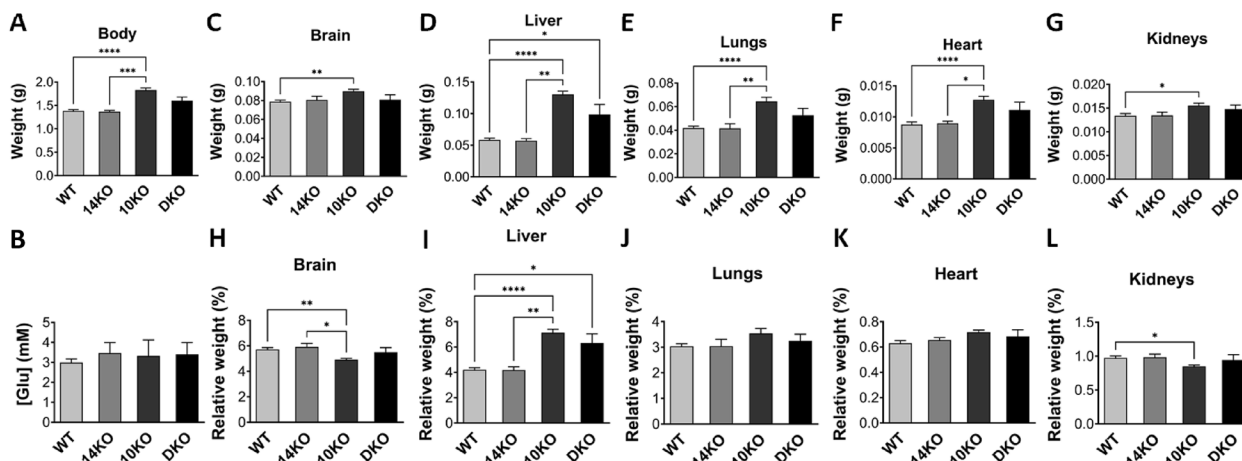 A
Body
Weight (g)
2.0
1.5
1.0
0.5
0.0
****
***
WT
14KO
10KO
DKO
C
Brain
Weight (g)
0.10
0.08
0.06
0.04
0.02
0.00
**
WT
14KO
10KO
DKO
D
Liver
Weight (g)
0.15
0.10
0.05
0.00
*
****
**
WT
14KO
10KO
DKO
E
Lungs
Weight (g)
0.08
0.06
0.04
0.02
0.00
****
**
WT
14KO
10KO
DKO
F
Heart
Weight (g)
0.015
0.010
0.005
0.000
****
*
WT
14KO
10KO
DKO
G
Kidneys
Weight (g)
0.020
0.015
0.010
0.005
0.000
*
WT
14KO
10KO
DKO
B
[Glu] (mM)
5
4
3
2
1
0
WT
14KO
10KO
DKO
H
Brain
Relative weight (%)
8
6
4
2
0
**
*
WT
14KO
10KO
DKO
I
Liver
Relative weight (%)
8
6
4
2
0
*
****
**
WT
14KO
10KO
DKO
J
Lungs
Relative weight (%)
4
3
2
1
0
WT
14KO
10KO
DKO
K
Heart
Relative weight (%)
0.8
0.6
0.4
0.2
0.0
WT
14KO
10KO
DKO
L
Kidneys
Relative weight (%)
1.5
1.0
0.5
0.0
*
WT
14KO
10KO
DKO